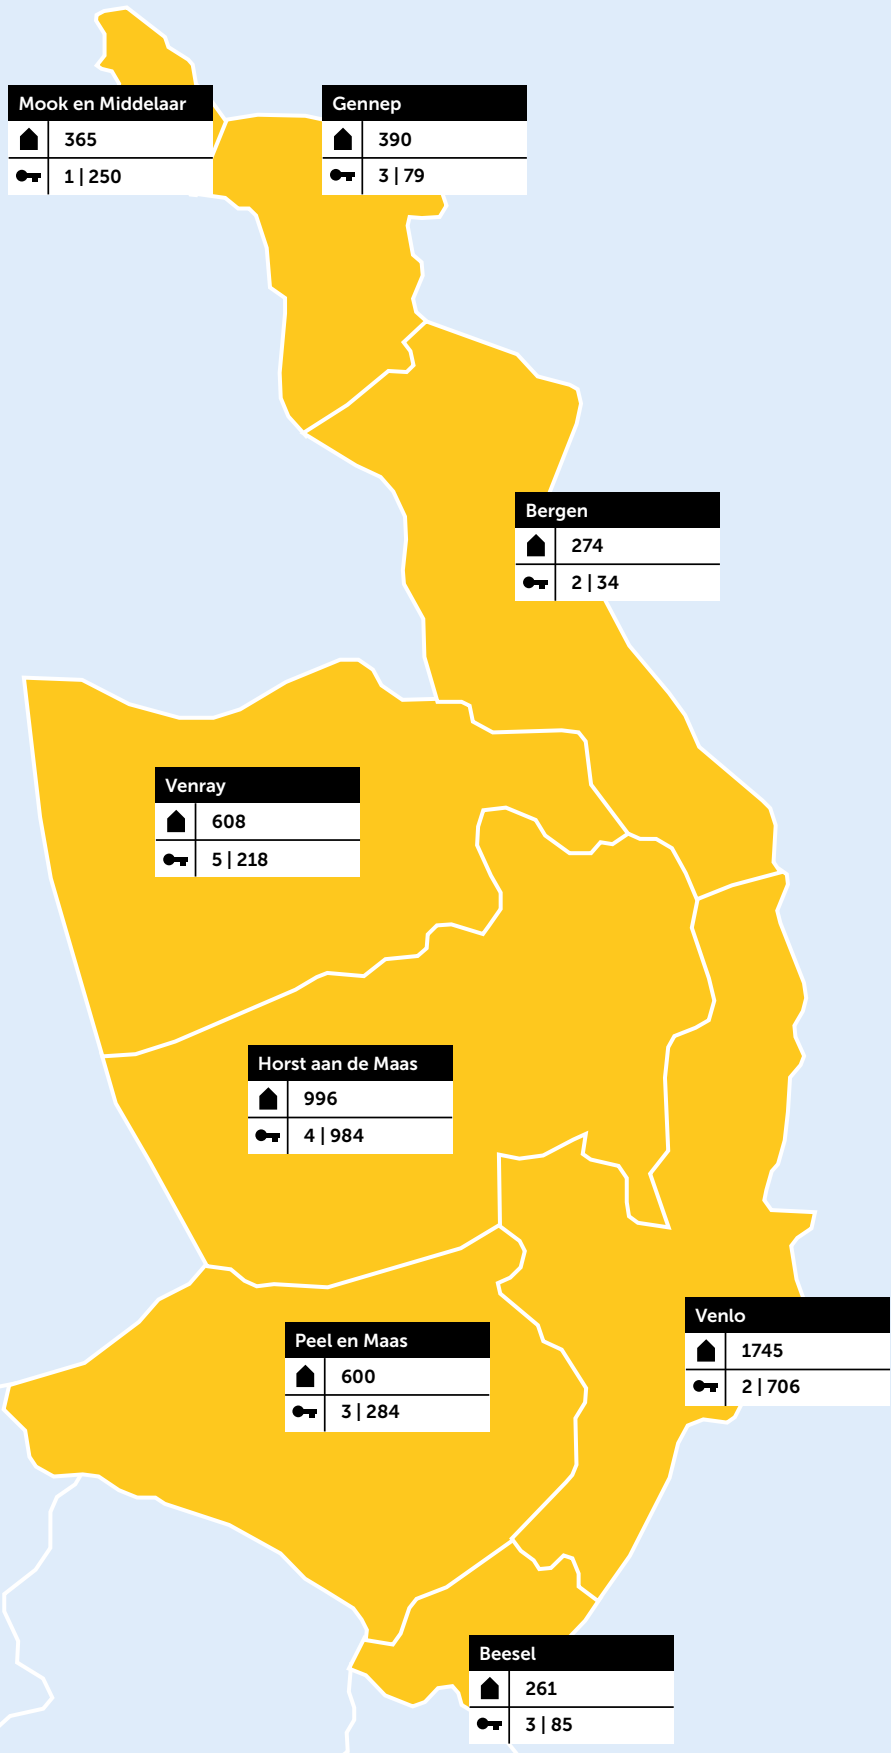 Mook en Middelaar
365
1 | 250
Gennep
390
3 | 79
Bergen
274
2 | 34
Venray
608
5 | 218
Horst aan de Maas
996
4 | 984
Venlo
1745
2 | 706
Peel en Maas
600
3 | 284
Beesel
261
3 | 85